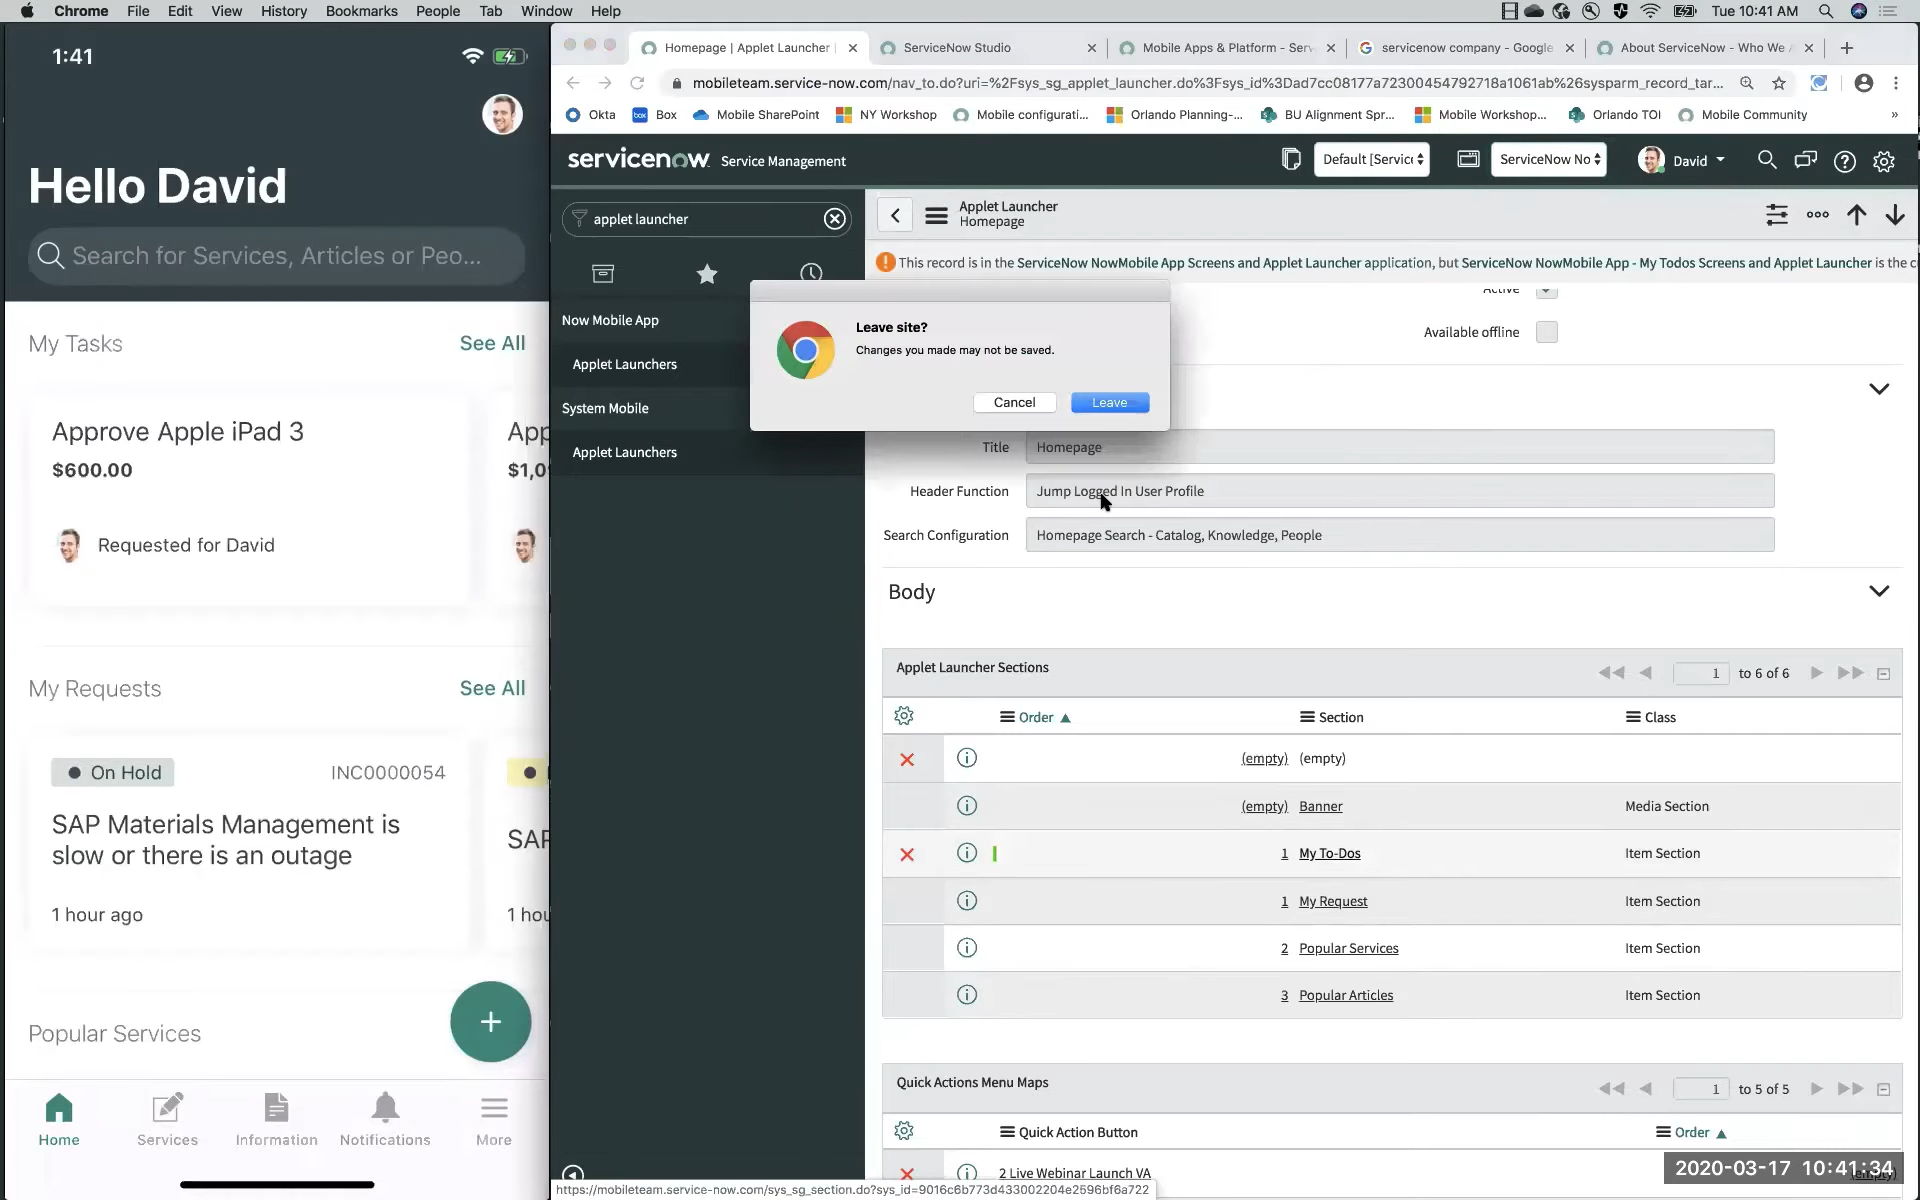 Chrome File Edit View History Bookmarks People Tab Window Help
Tue 10:41 AM
1:41
Hello David
Search for Services, Articles or Peo...
My Tasks See All
Approve Apple iPad 3
$600.00
Requested for David
App
$1,09
My Requests See All
On Hold INC0000054
SAP Materials Management is
slow or there is an outage
1 hour ago
SAP
1 hou
Popular Services
+
Home Services Information Notifications More
Homepage | Applet Launcher
ServiceNow Studio
Mobile Apps & Platform - Serv
servicenow company - Google
About ServiceNow - Who We A
mobileteam.service-now.com/nav_to.do?uri=%2Fsys_sg_applet_launcher.do%3Fsys_id%3Dad7cc08177a72300454792718a1061ab%26sysparm_record_tar...
Okta
box Box
Mobile SharePoint
NY Workshop
Mobile configurati...
Orlando Planning-...
BU Alignment Spr...
Mobile Workshop...
Orlando TOI
Mobile Community
»
servicenow Service Management
Default [Service
ServiceNow No
David
applet launcher
Now Mobile App
Applet Launchers
System Mobile
Applet Launchers
Applet Launcher
Homepage
This record is in the ServiceNow NowMobile App Screens and Applet Launcher application, but ServiceNow NowMobile App - My Todos Screens and Applet Launcher is the c
Active
Available offline
Leave site?
Changes you made may not be saved.
Cancel Leave
Title Homepage
Header Function Jump Logged In User Profile
Search Configuration Homepage Search - Catalog, Knowledge, People
Body
Applet Launcher Sections
1 to 6 of 6
Order Section Class
(empty) (empty)
(empty) Banner Media Section
1 My To-Dos Item Section
1 My Request Item Section
2 Popular Services Item Section
3 Popular Articles Item Section
Quick Actions Menu Maps
1 to 5 of 5
Quick Action Button Order
2 Live Webinar Launch VA
2020-03-17 10:41:34
https://mobileteam.service-now.com/sys_sg_section.do?sys_id=9016c6b773d433002204e2596bf6a722